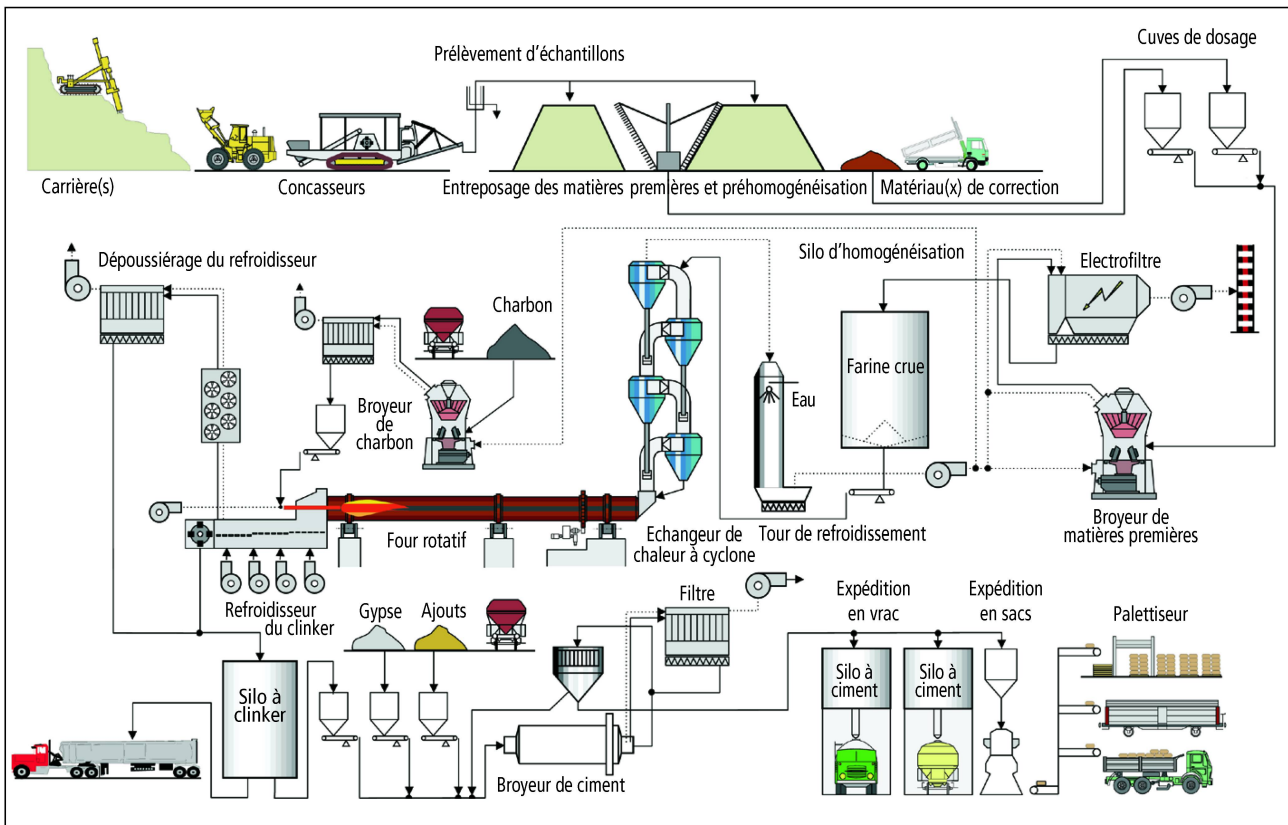 Prélèvement d'échantillons
Cuves de dosage
Carrière(s)
Concasseurs
Entreposage des matières premières et préhomogénéisation
Matériau(x) de correction
Dépoussiérage du refroidisseur
Charbon
Silo d'homogénéisation
Electrofiltre
Broyeur
de
charbon
Eau
Farine crue
Four rotatif
Echangeur de
chaleur à cyclone
Tour de refroidissement
Broyeur de
matières premières
Refroidisseur
du clinker
Gypse
Ajouts
Filtre
Expédition
en vrac
Expédition
en sacs
Palettiseur
Silo à
clinker
Silo à
ciment
Silo à
ciment
Broyeur de ciment